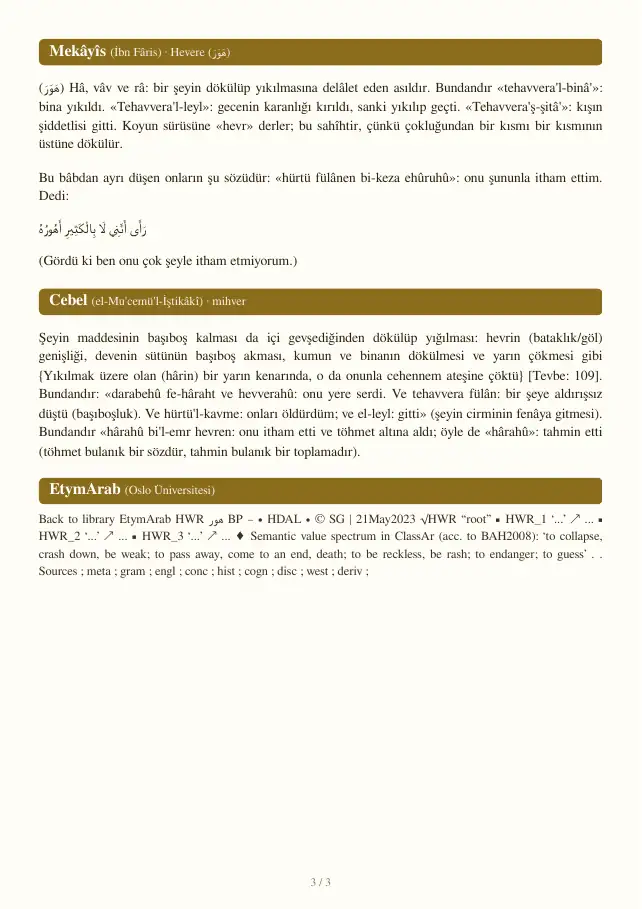 Mekâyîs (İbn Fâris) · Hevere (هَوَرَ)
(هَوَرَ) Hâ, vâv ve râ: bir şeyin dökülüp yıkılmasına delâlet eden asıldır. Bundandır «tehavvera'l-binâ'»:
bina yıkıldı. «Tehavvera'l-leyl»: gecenin karanlığı kırıldı, sanki yıkılıp geçti. «Tehavvera'ş-şitâ'»: kışın
şiddetlisi gitti. Koyun sürüsüne «hevr» derler; bu sahîhtir, çünkü çokluğundan bir kısmı bir kısmının
üstüne dökülür.
Bu bâbdan ayrı düşen onların şu sözüdür: «hürtü fülânen bi-keza ehûruhû»: onu şununla itham ettim.
Dedi:
رَأَى أَنَّنِي لَا بِالْكَثِيرِ أَهُورُهُ
(Gördü ki ben onu çok şeyle itham etmiyorum.)
Cebel (el-Mu'cemü'l-İştikâkî) · mihver
Şeyin maddesinin başıboş kalması da içi gevşediğinden dökülüp yığılması: hevrin (bataklık/göl)
genişliği, devenin sütünün başıboş akması, kumun ve binanın dökülmesi ve yarın çökmesi gibi
{Yıkılmak üzere olan (hârin) bir yarın kenarında, o da onunla cehennem ateşine çöktü} [Tevbe: 109].
Bundandır: «darabehû fe-hâraht ve hevverahû: onu yere serdi. Ve tehavvera fülân: bir şeye aldırışsız
düştü (başıboşluk). Ve hürtü'l-kavme: onları öldürdüm; ve el-leyl: gitti» (şeyin cirminin fenâya gitmesi).
Bundandır «hârahû bi'l-emr hevren: onu itham etti ve töhmet altına aldı; öyle de «hârahû»: tahmin etti
(töhmet bulanık bir sözdür, tahmin bulanık bir toplamadır).
EtymArab (Oslo Üniversitesi)
Back to library EtymArab HWR هور BP – • HDAL • © SG | 21May2023 √HWR “root” ▪ HWR_1 ‘...’ ↗ ... ▪
HWR_2 ‘...’ ↗ ... ▪ HWR_3 ‘...’ ↗ ... ♦ Semantic value spectrum in ClassAr (acc. to BAH2008): ‘to collapse,
crash down, be weak; to pass away, come to an end, death; to be reckless, be rash; to endanger; to guess’ . .
Sources ; meta ; gram ; engl ; conc ; hist ; cogn ; disc ; west ; deriv ;
3 / 3